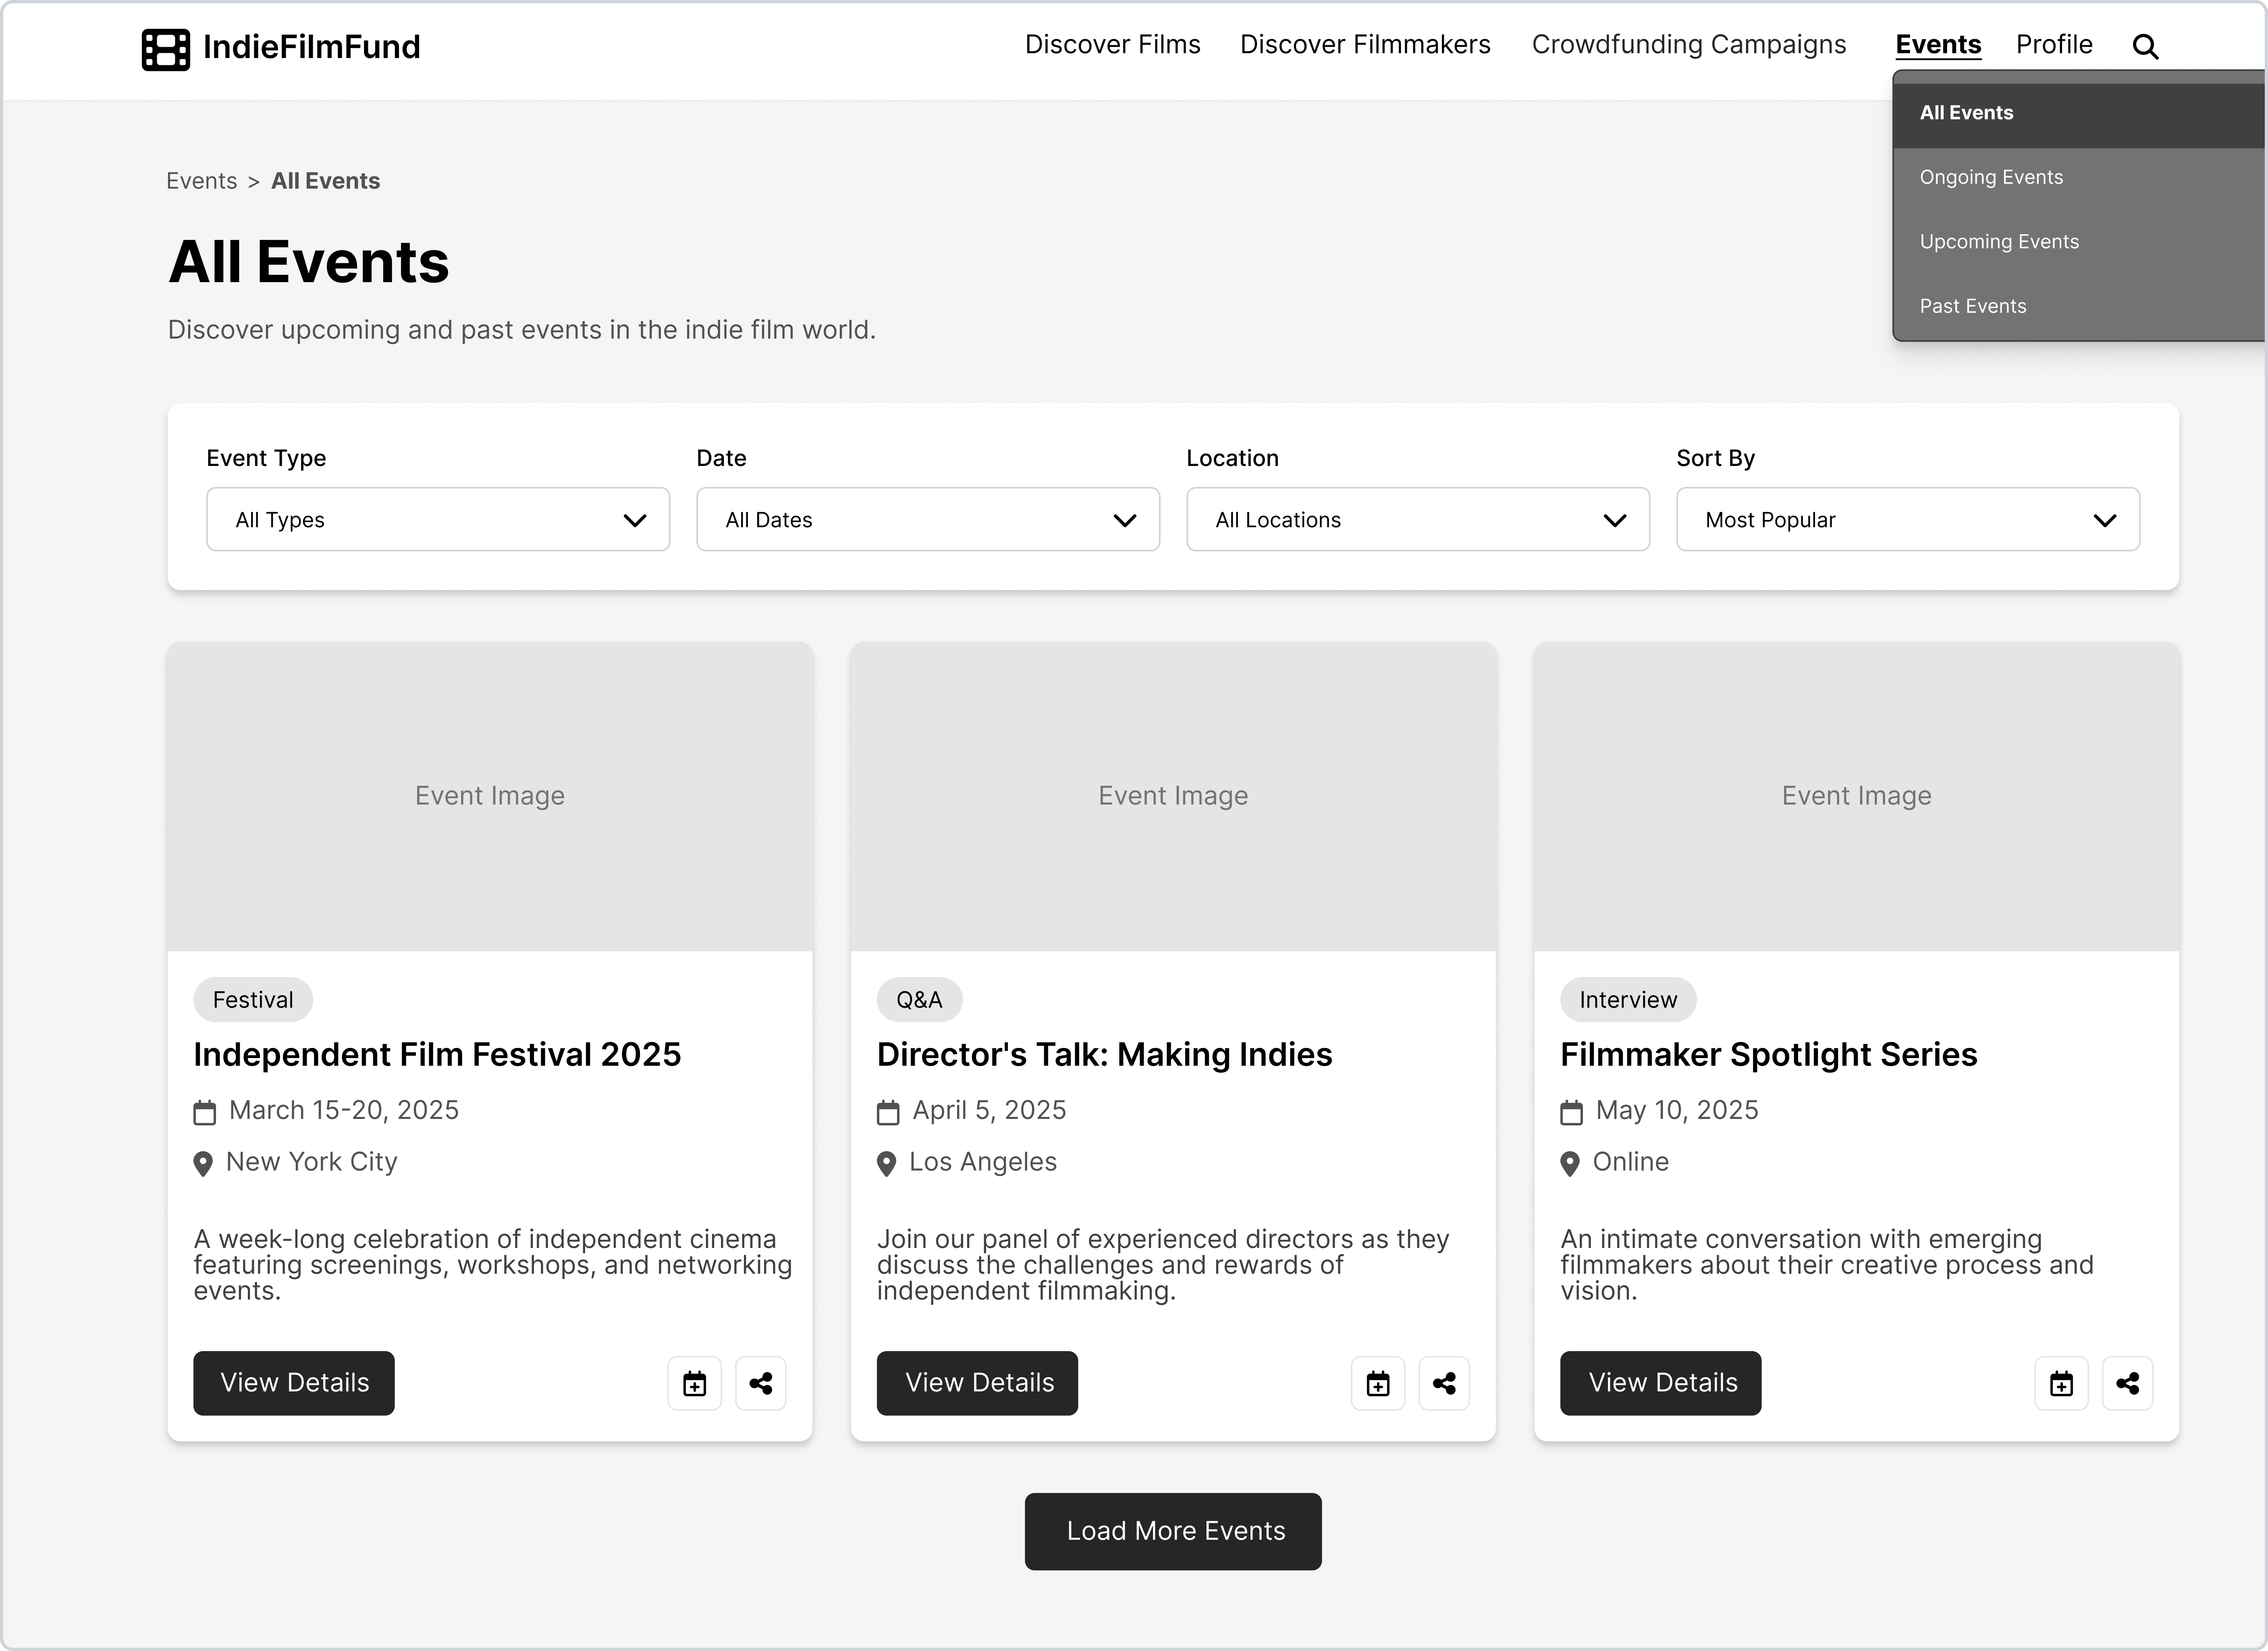 IndieFilmFund
Discover Films
Discover Filmmakers
Crowdfunding Campaigns
Events
Profile
All Events
Ongoing Events
Upcoming Events
Past Events
Events > All Events
All Events
Discover upcoming and past events in the indie film world.
Event Type
All Types
Date
All Dates
Location
All Locations
Sort By
Most Popular
Event Image
Festival
Independent Film Festival 2025
March 15-20, 2025
New York City
A week-long celebration of independent cinema
featuring screenings, workshops, and networking
events.
View Details
Event Image
Q&A
Director's Talk: Making Indies
April 5, 2025
Los Angeles
Join our panel of experienced directors as they
discuss the challenges and rewards of
independent filmmaking.
View Details
Event Image
Interview
Filmmaker Spotlight Series
May 10, 2025
Online
An intimate conversation with emerging
filmmakers about their creative process and
vision.
View Details
Load More Events